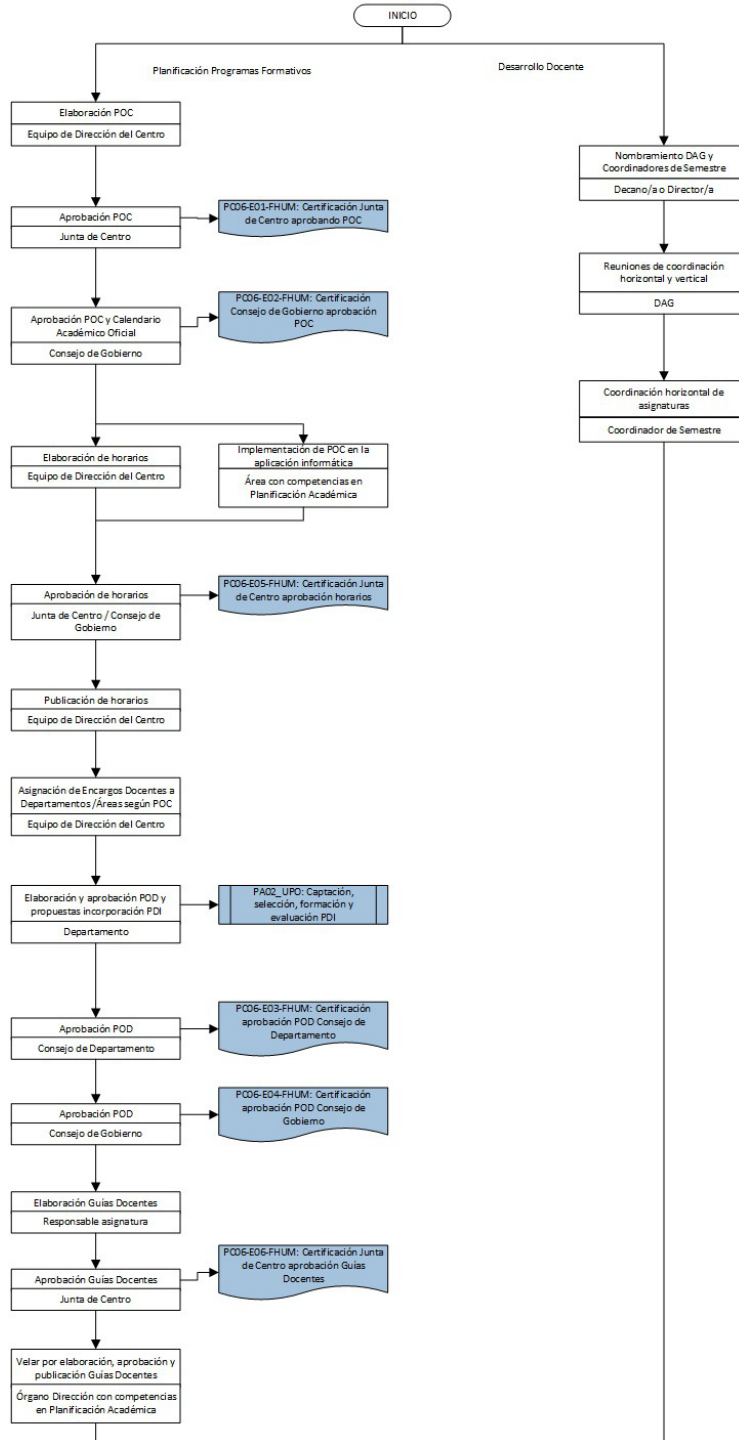 INICIO
Planificación Programas Formativos
Desarrollo Docente
Elaboración POC
Equipo de Dirección del Centro
Nombramiento DAG y
Coordinadores de Semestre
Decano/a o Director/a
Aprobación POC
Junta de Centro
PC06-E01-FHUM: Certificación Junta
de Centro aprobando POC
Reuniones de coordinación
horizontal y vertical
DAG
Aprobación POC y Calendario
Académico Oficial
Consejo de Gobierno
PC06-E02-FHUM: Certificación
Consejo de Gobierno aprobación
POC
Coordinación horizontal de
asignaturas
Coordinador de Semestre
Elaboración de horarios
Equipo de Dirección del Centro
Implementación de POC en la
aplicación informática
Área con competencias en
Planificación Académica
Aprobación de horarios
Junta de Centro / Consejo de
Gobierno
PC06-E05-FHUM: Certificación Junta
de Centro aprobación horarios
Publicación de horarios
Equipo de Dirección del Centro
Asignación de Encargos Docentes a
Departamentos /Áreas según POC
Equipo de Dirección del Centro
Elaboración y aprobación POD y
propuestas incorporación PDI
Departamento
PA02_UPO: Captación,
selección, formación y
evaluación PDI
Aprobación POD
Consejo de Departamento
PC06-E03-FHUM: Certificación
aprobación POD Consejo de
Departamento
Aprobación POD
Consejo de Gobierno
PC06-E04-FHUM: Certificación
aprobación POD Consejo de
Gobierno
Elaboración Guías Docentes
Responsable asignatura
Aprobación Guías Docentes
Junta de Centro
PC06-E06-FHUM: Certificación Junta
de Centro aprobación Guías
Docentes
Velar por elaboración, aprobación y
publicación Guías Docentes
Órgano Dirección con competencias
en Planificación Académica